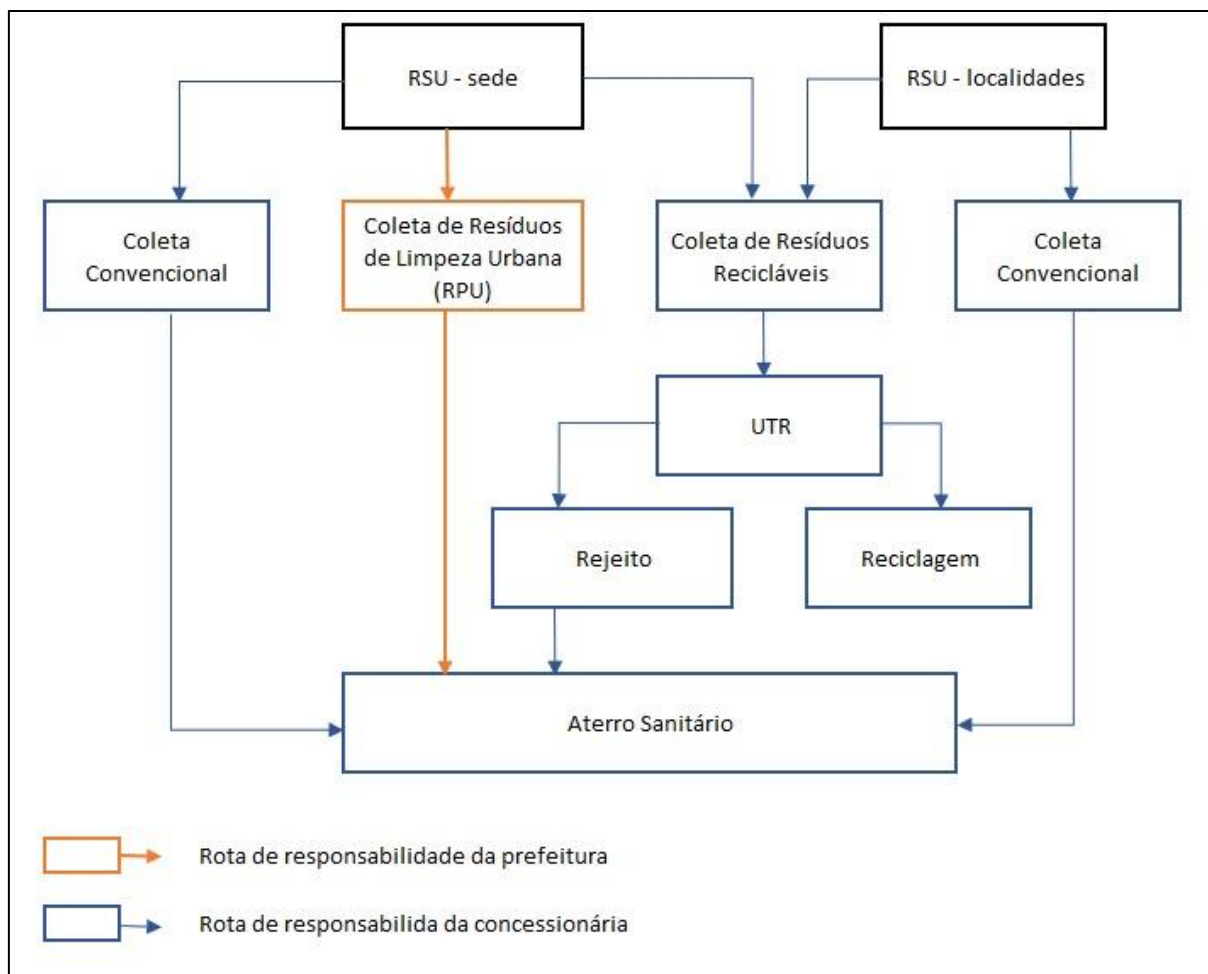 RSU - sede
RSU - localidades
Coleta
Convencional
Coleta de Resíduos
de Limpeza Urbana
(RPU)
Coleta de Resíduos
Recicláveis
Coleta
Convencional
UTR
Rejeito
Reciclagem
Aterro Sanitário
Rota de responsabilidade da prefeitura
Rota de responsabilida da concessionária